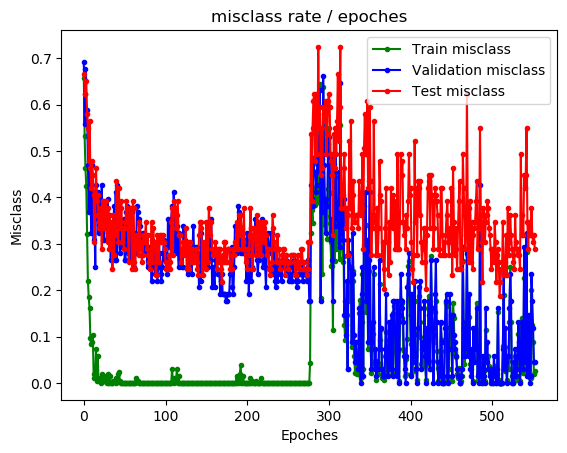 misclass rate / epoches
Train misclass
Validation misclass
Test misclass
Misclass
0.7
0.6
0.5
0.4
0.3
0.2
0.1
0.0
0 100 200 300 400 500
Epoches